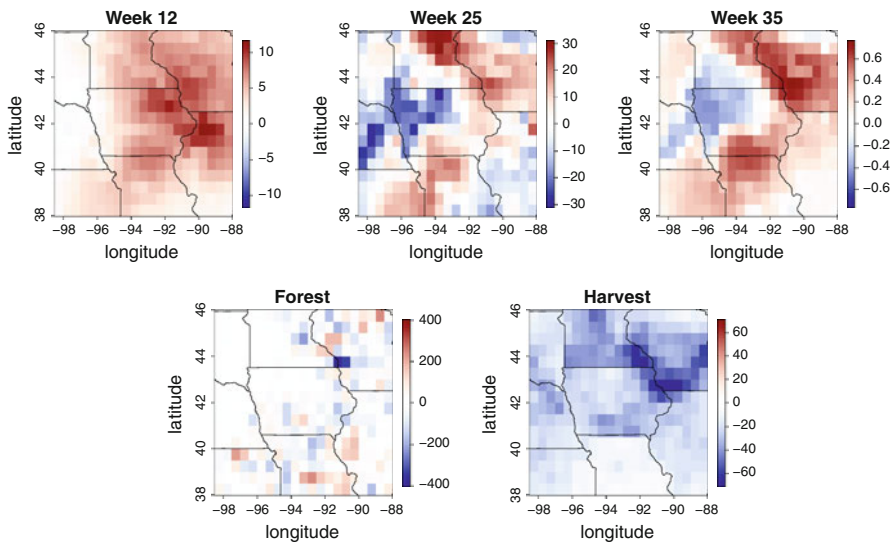 Week 12 Week 25 Week 35
latitude 46 44 42 40 38 10 5 0 −5 −10
latitude 46 44 42 40 38 30 20 10 0 −10 −20 −30
latitude 46 44 42 40 38 0.6 0.4 0.2 0.0 −0.2 −0.4 −0.6
−98 −96 −94 −92 −90 −88 −98 −96 −94 −92 −90 −88 −98 −96 −94 −92 −90 −88
longitude longitude longitude
Forest Harvest
latitude 46 44 42 40 38 400 200 0 −200 −400
latitude 46 44 42 40 38 60 40 20 0 −20 −40 −60
−98 −96 −94 −92 −90 −88 −98 −96 −94 −92 −90 −88
longitude longitude